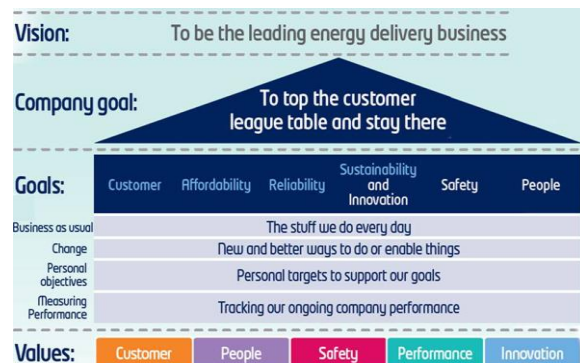 Vision: To be the leading energy delivery business
Company goal: To top the customer
league table and stay there
Goals: Customer Affordability Reliability Sustainability
and
Innovation Safety People
Business as usual The stuff we do every day
Change New and better ways to do or enable things
Personal
objectives Personal targets to support our goals
Measuring
Performance Tracking our ongoing company performance
Values: Customer People Safety Performance Innovation